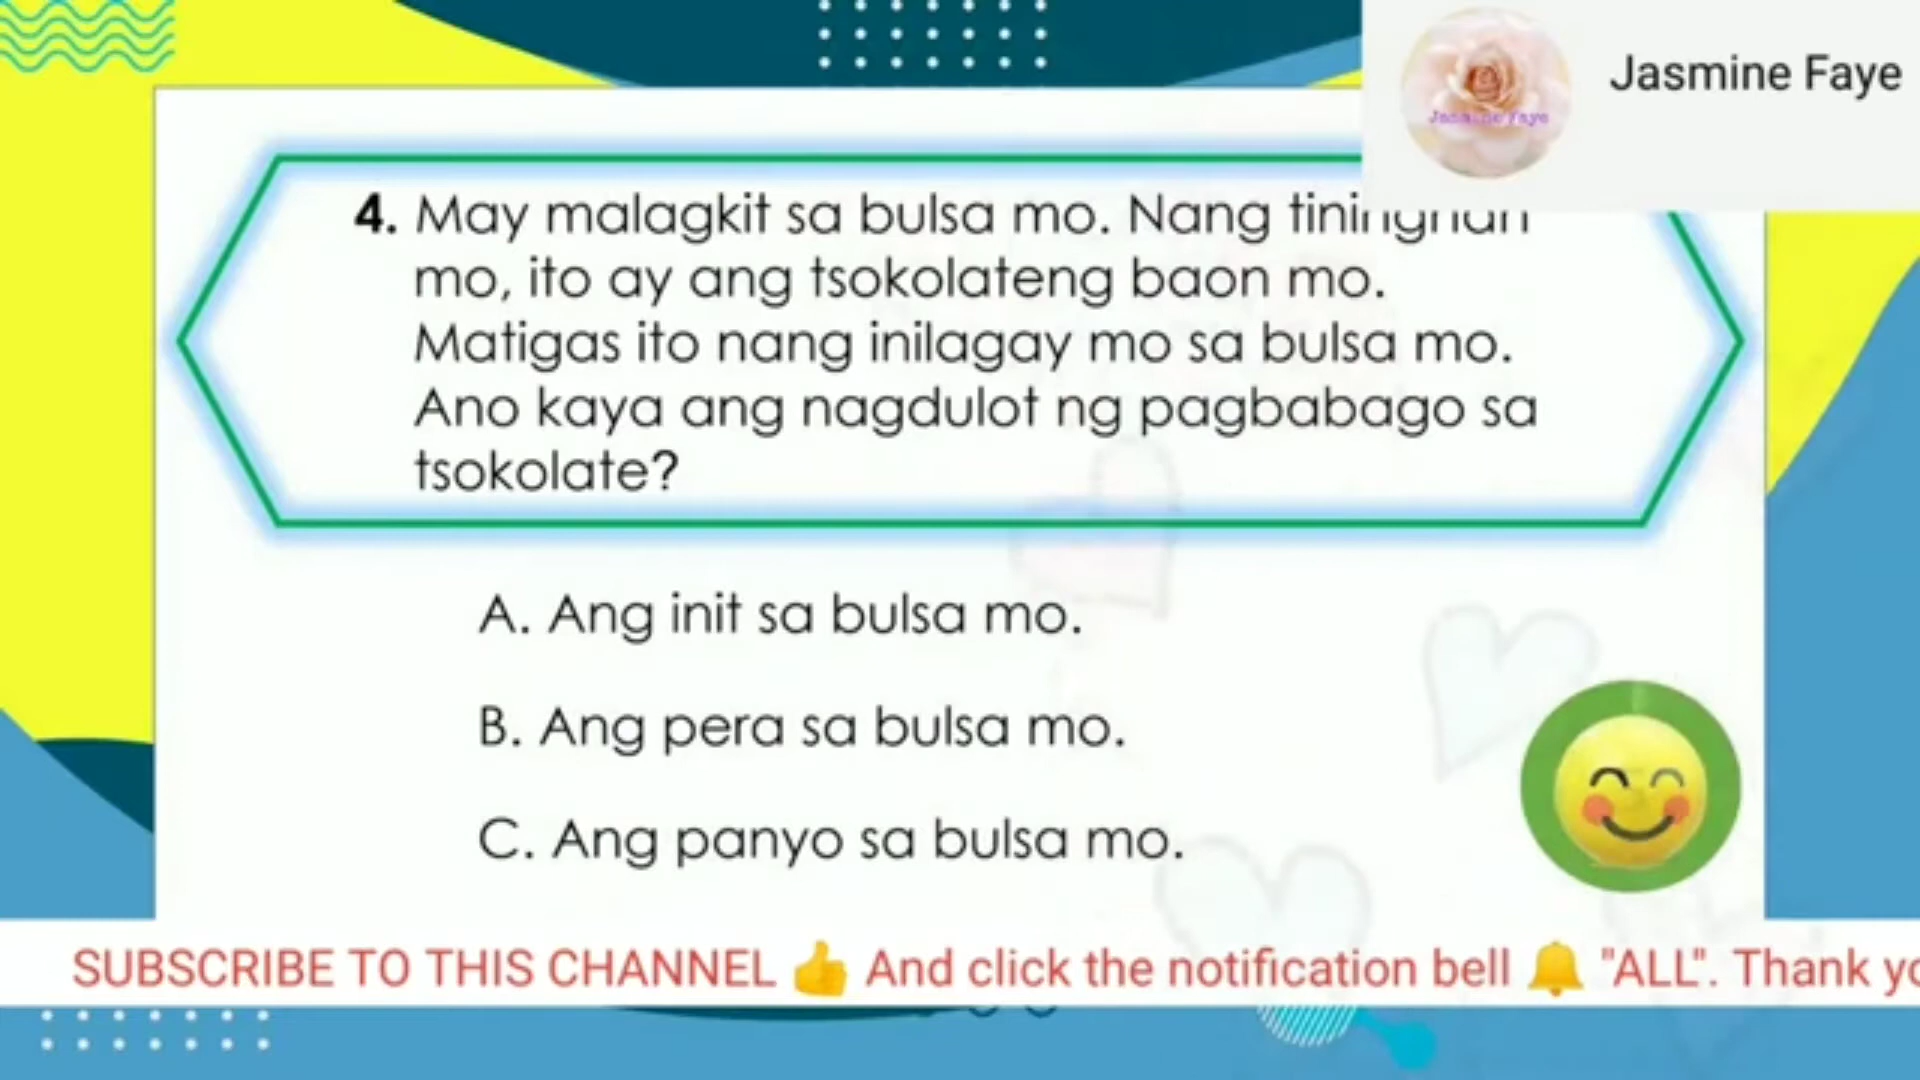 Jasmine Faye
Jasmine Faye
4. May malagkit sa bulsa mo. Nang
mo, ito ay ang tsokolateng baon mo.
Matigas ito nang inilagay mo sa bulsa mo.
Ano kaya ang nagdulot ng pagbabago sa
tsokolate?
A. Ang init sa bulsa mo.
B. Ang pera sa bulsa mo.
C. Ang panyo sa bulsa mo.
SUBSCRIBE TO THIS CHANNEL 👍 And click the notification bell 🔔 "ALL". Thank yo